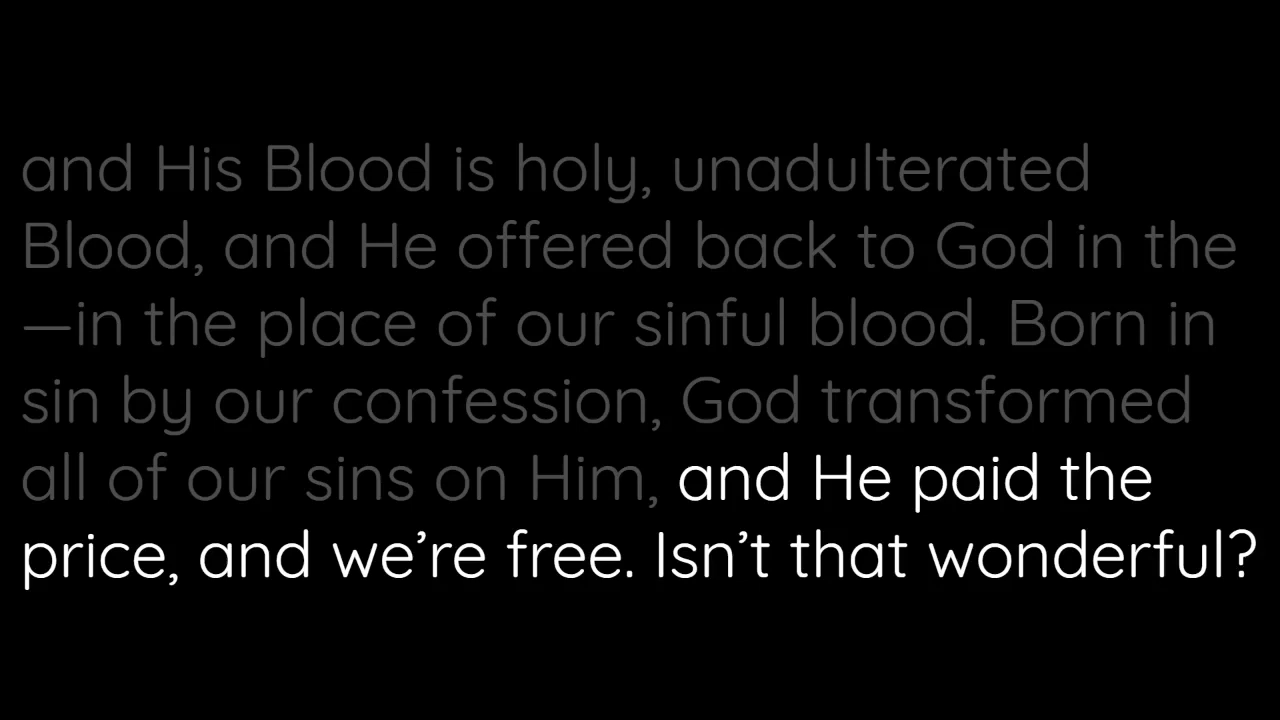 and His Blood is holy, unadulterated
Blood, and He offered back to God in the
—in the place of our sinful blood. Born in
sin by our confession, God transformed
all of our sins on Him, and He paid the
price, and we’re free. Isn’t that wonderful?